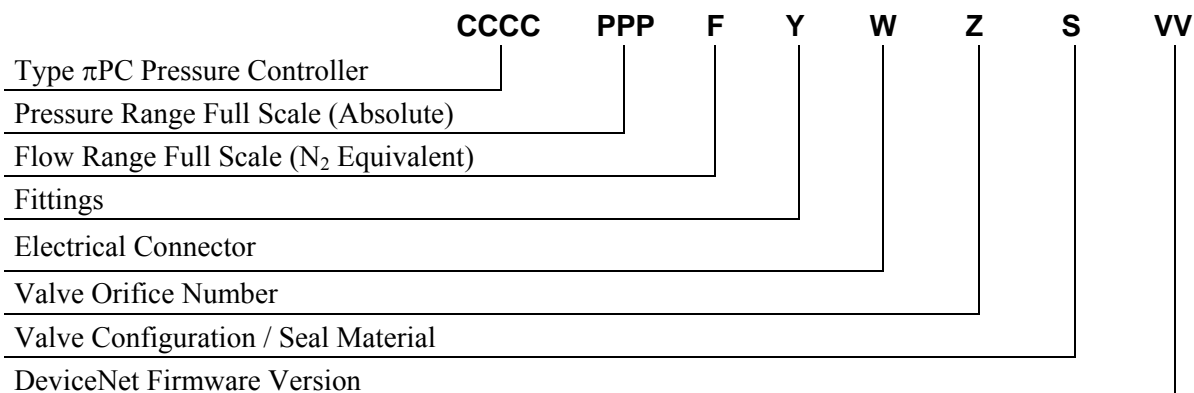 CCCC PPP F Y W Z S VV
Type πPC Pressure Controller
Pressure Range Full Scale (Absolute)
Flow Range Full Scale (N₂ Equivalent)
Fittings
Electrical Connector
Valve Orifice Number
Valve Configuration / Seal Material
DeviceNet Firmware Version